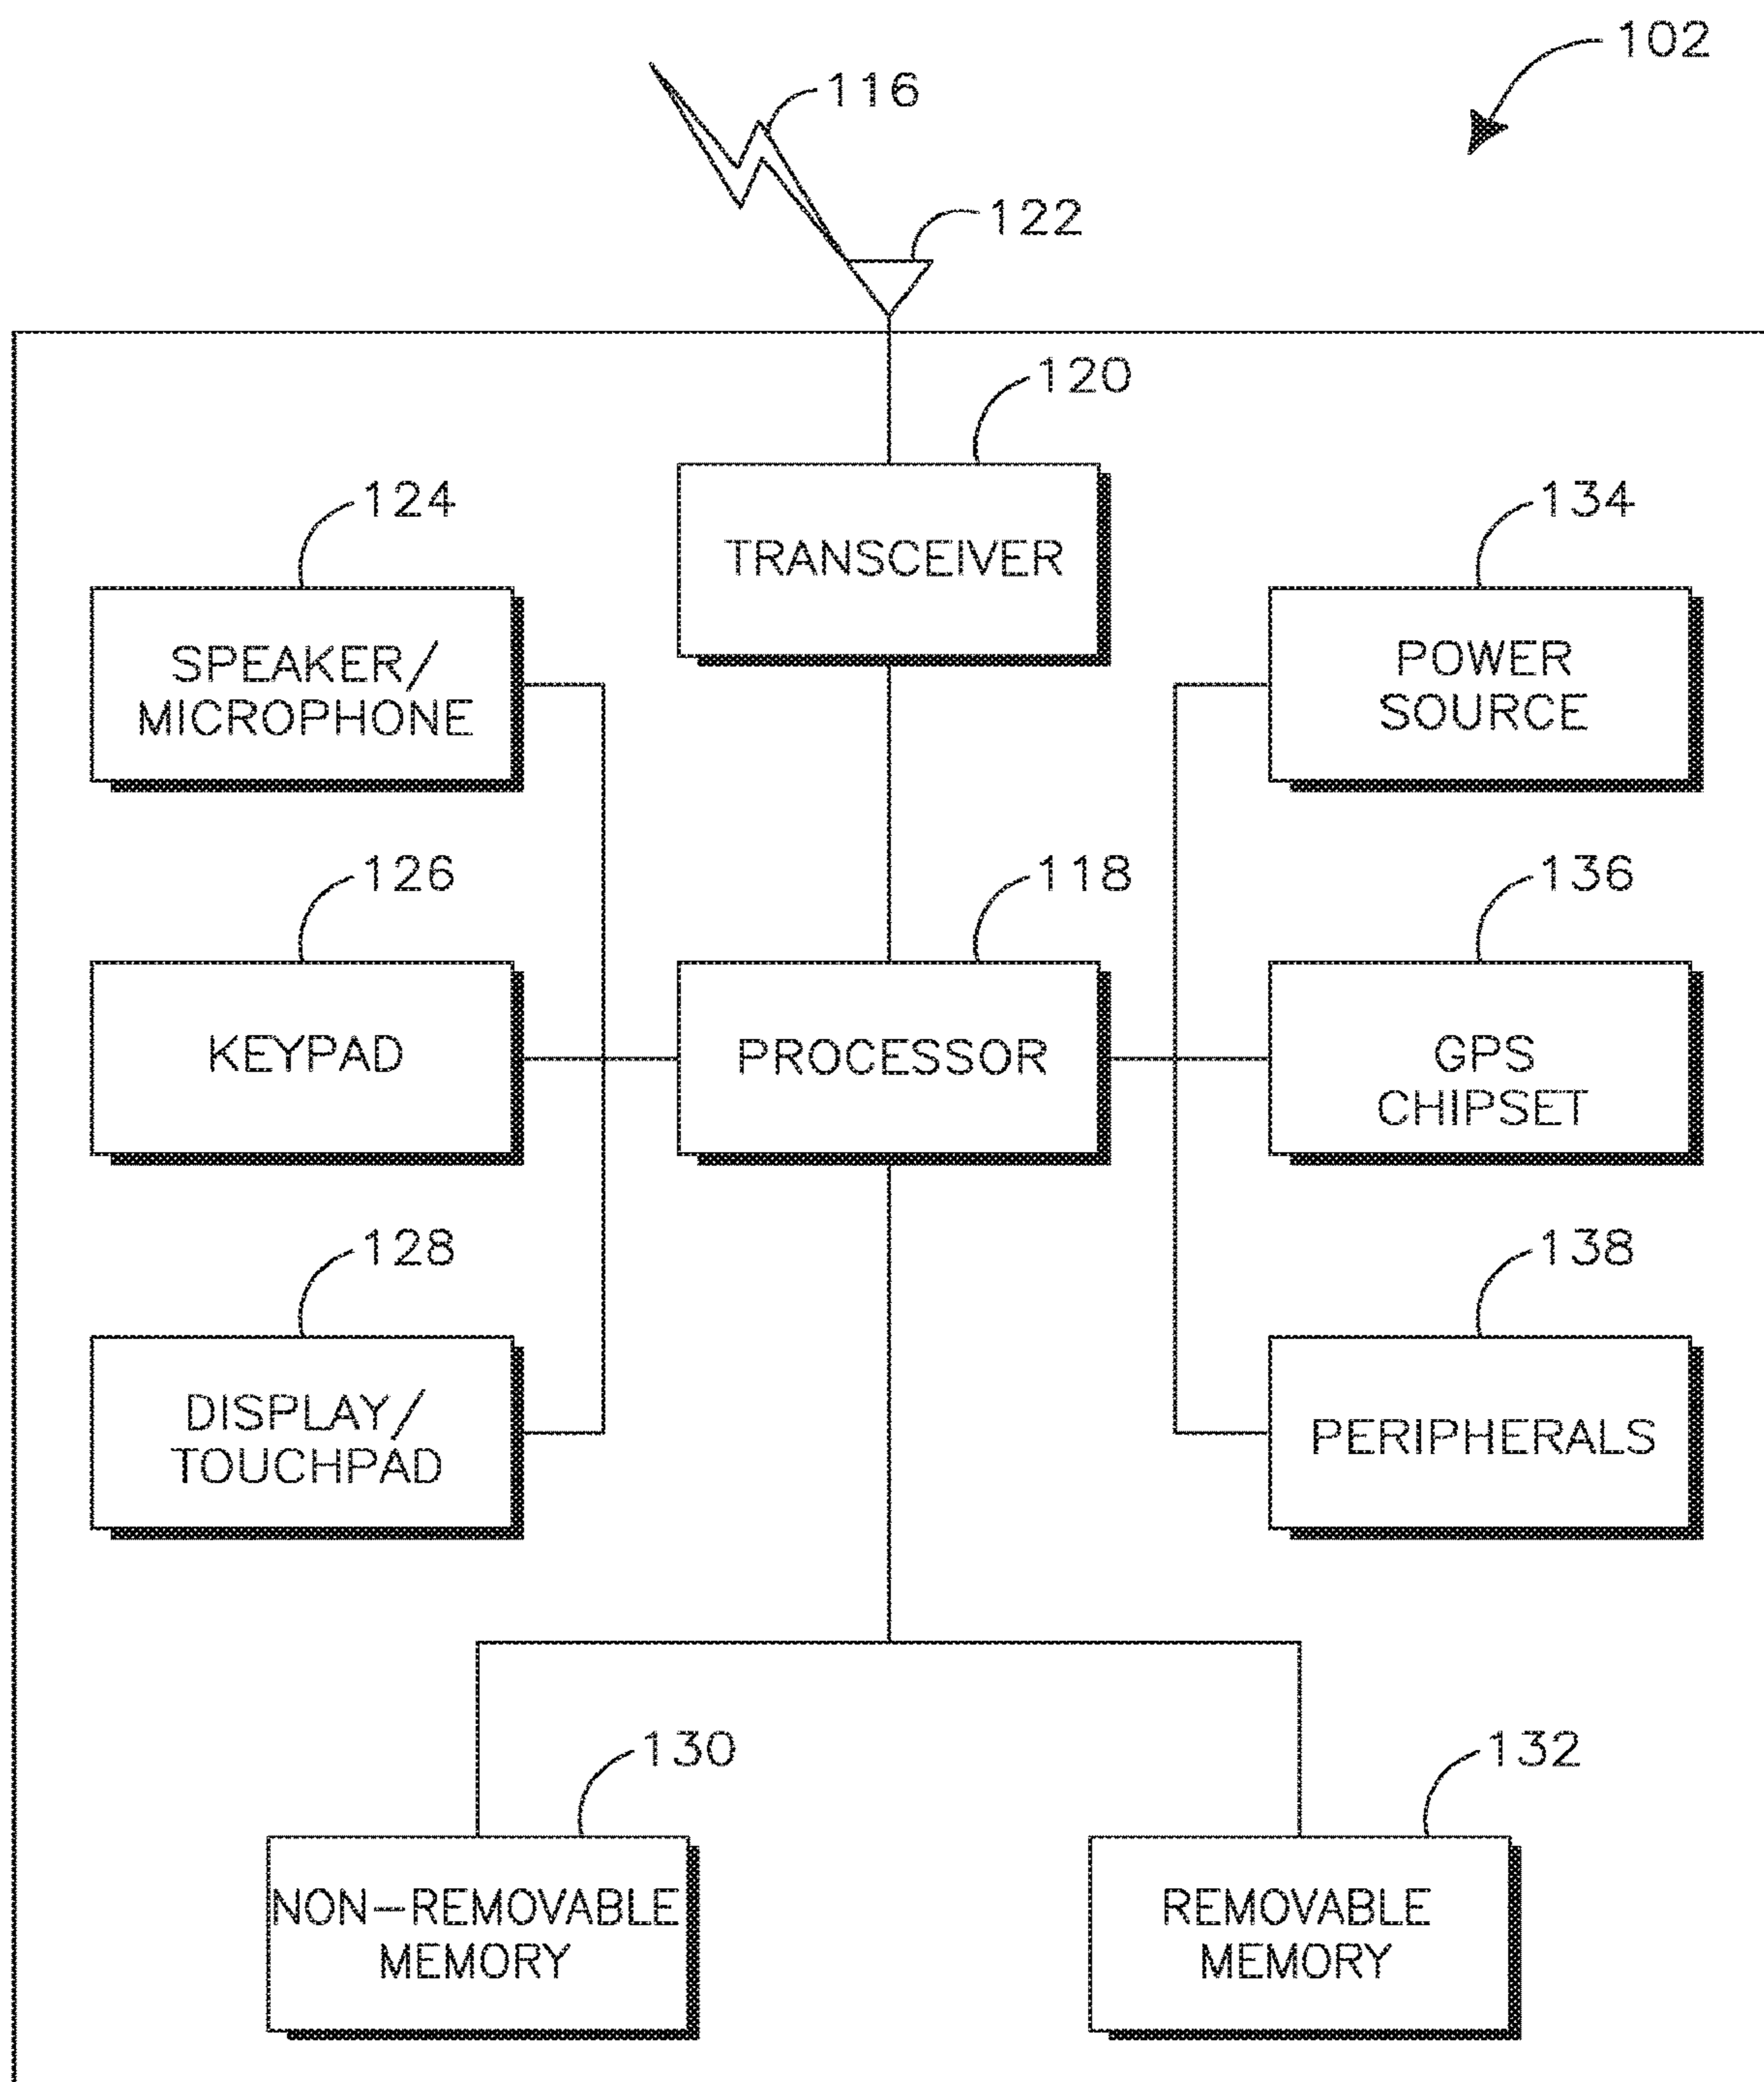 102
116
122
120
TRANSCEIVER
124
SPEAKER/
MICROPHONE
134
POWER
SOURCE
126
KEYPAD
118
PROCESSOR
136
GPS
CHIPSET
128
DISPLAY/
TOUCHPAD
138
PERIPHERALS
130
NON-REMOVABLE
MEMORY
132
REMOVABLE
MEMORY